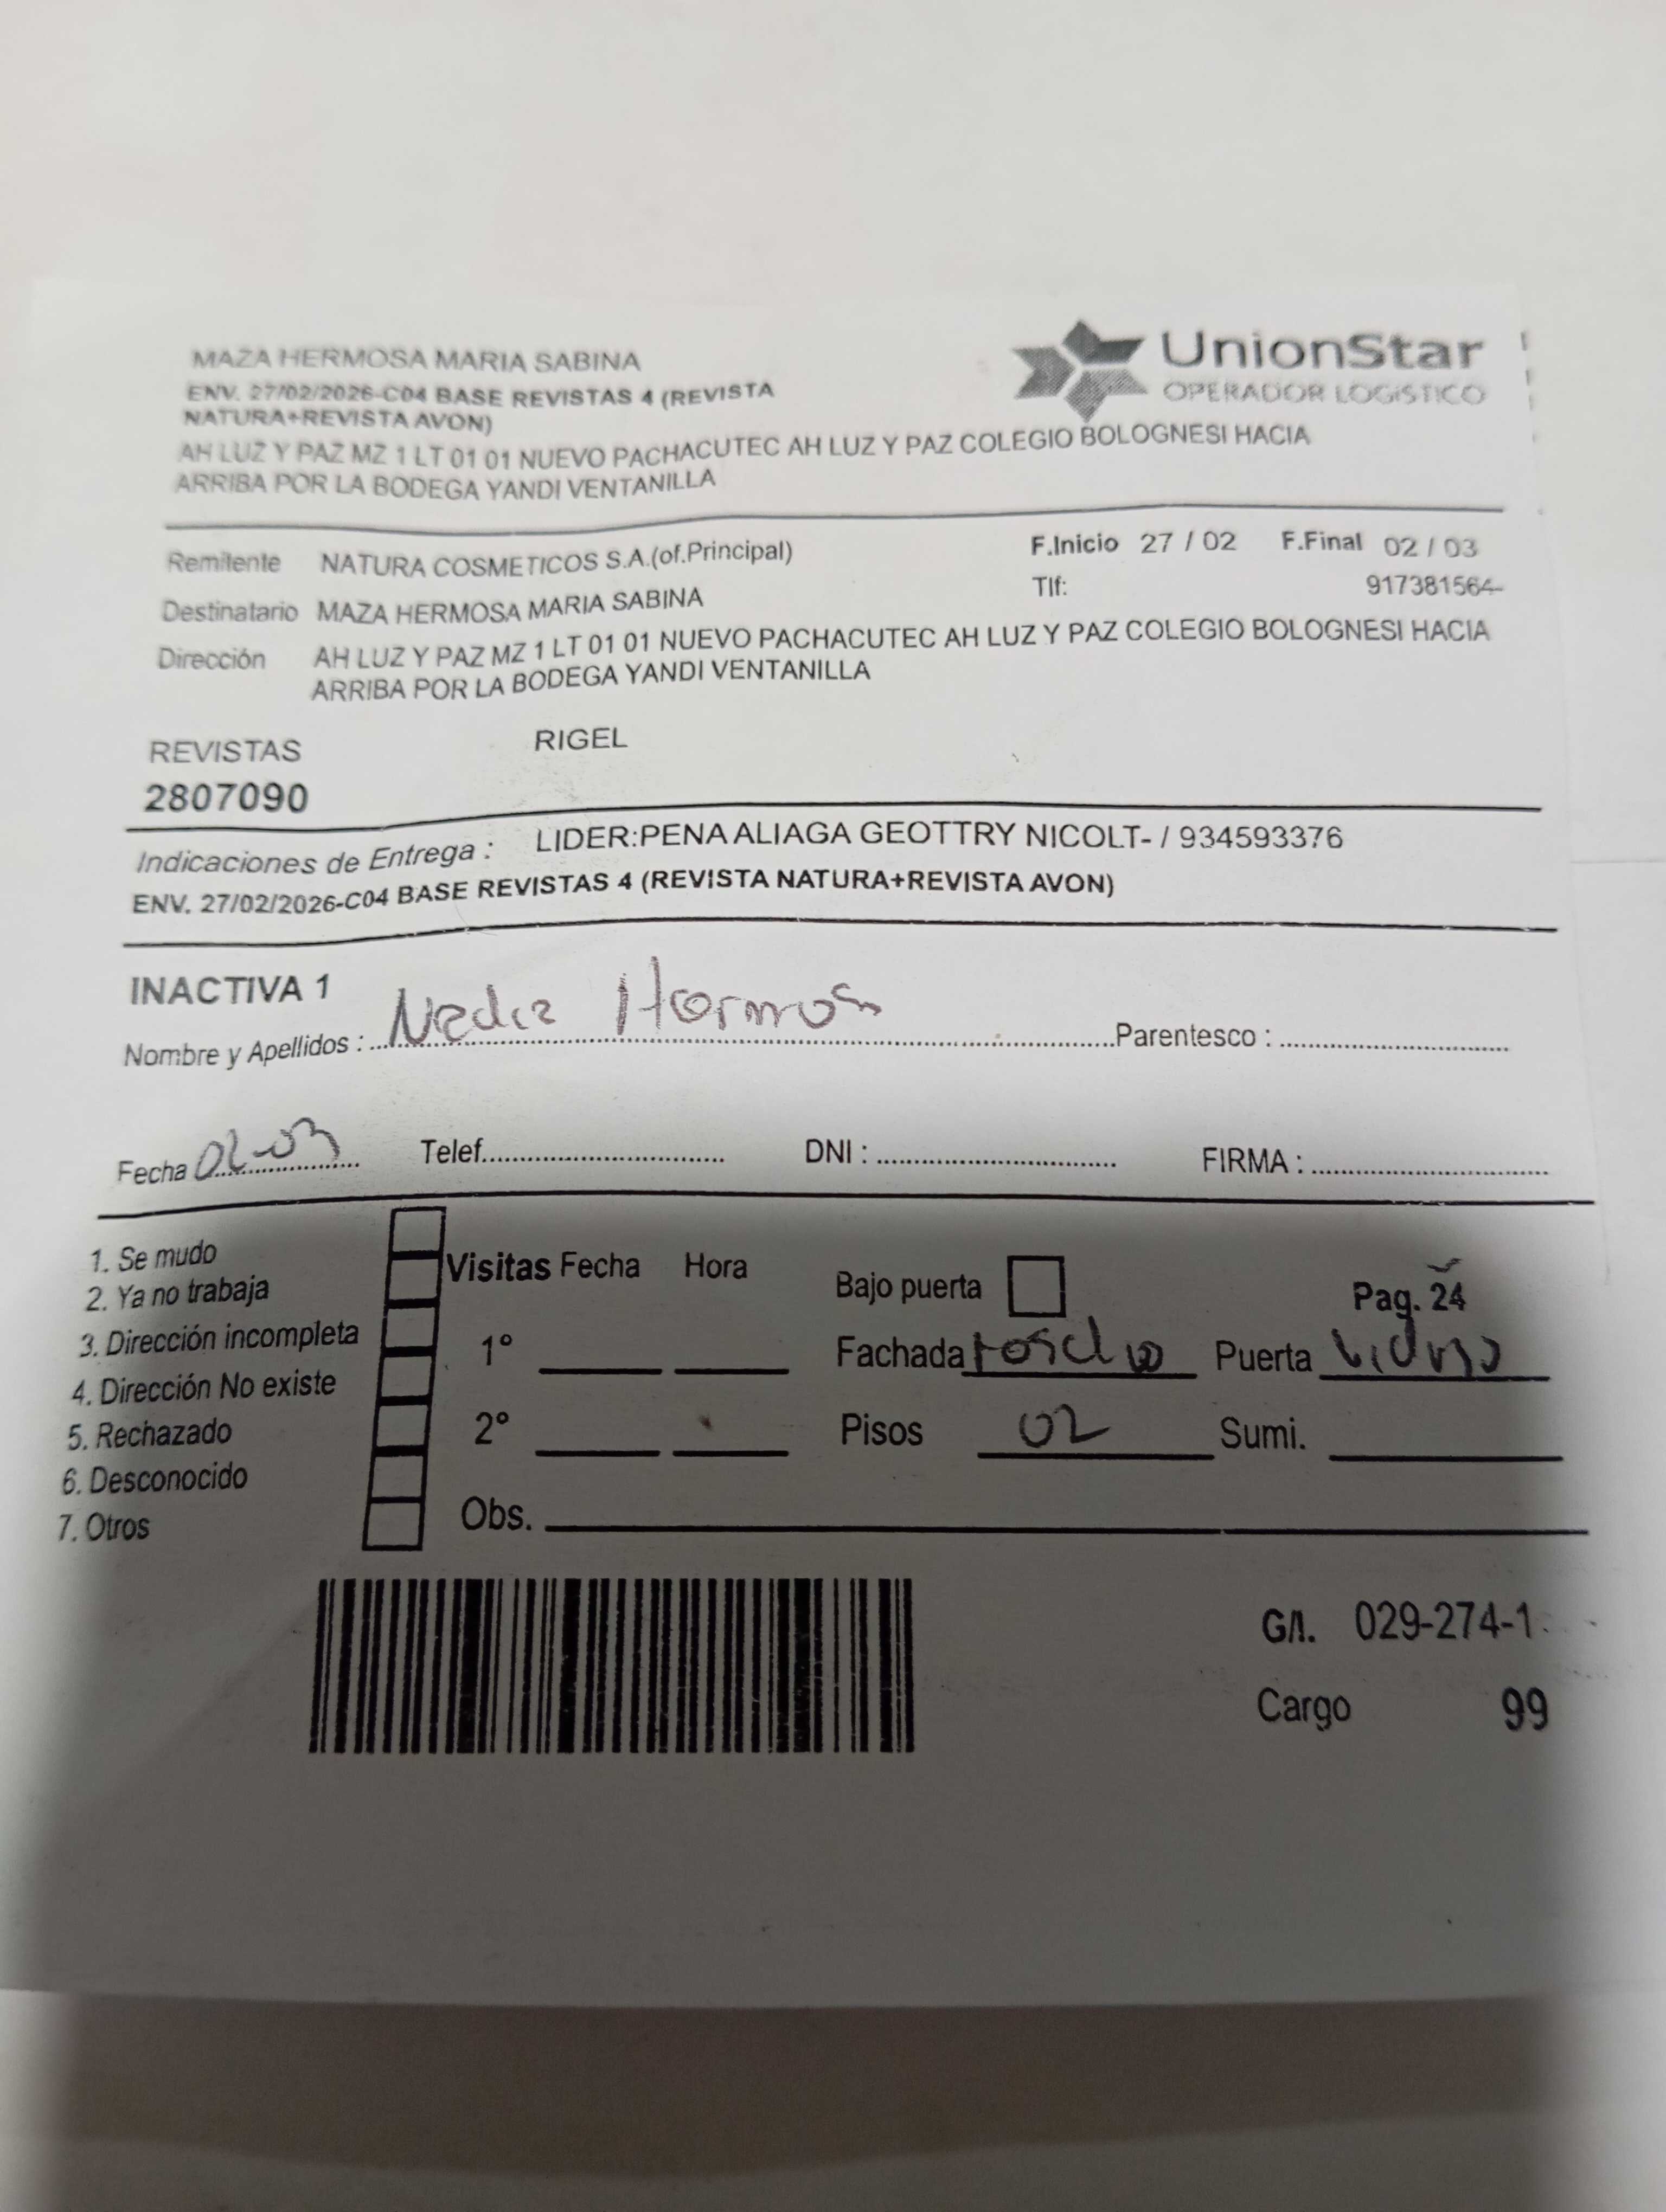 MAZA HERMOSA MARIA SABINA
UnionStar
OPERADOR LOGÍSTICO
ENV. 27/02/2026-C04 BASE REVISTAS 4 (REVISTA
NATURA+REVISTA AVON)
AH LUZ Y PAZ MZ 1 LT 01 01 NUEVO PACHACUTEC AH LUZ Y PAZ COLEGIO BOLOGNESI HACIA
ARRIBA POR LA BODEGA YANDI VENTANILLA
Remitente NATURA COSMETICOS S.A.(of.Principal) F.Inicio 27 / 02 F.Final 02 / 03
Destinatario MAZA HERMOSA MARIA SABINA Tlf: 917381564-
Dirección AH LUZ Y PAZ MZ 1 LT 01 01 NUEVO PACHACUTEC AH LUZ Y PAZ COLEGIO BOLOGNESI HACIA
ARRIBA POR LA BODEGA YANDI VENTANILLA
REVISTAS RIGEL
2807090
Indicaciones de Entrega : LIDER:PENA ALIAGA GEOTTRY NICOLT- / 934593376
ENV. 27/02/2026-C04 BASE REVISTAS 4 (REVISTA NATURA+REVISTA AVON)
INACTIVA 1
Nombre y Apellidos : Hermosa Parentesco :
Fecha 02-03 Telef. DNI : FIRMA :
1. Se mudo
2. Ya no trabaja
3. Dirección incompleta
4. Dirección No existe
5. Rechazado
6. Desconocido
7. Otros
Visitas Fecha Hora
1°
2°
Obs.
Bajo puerta Pag. 24
Fachada Puerta
Pisos 02 Sumi.
G/I. 029-274-1
Cargo 99